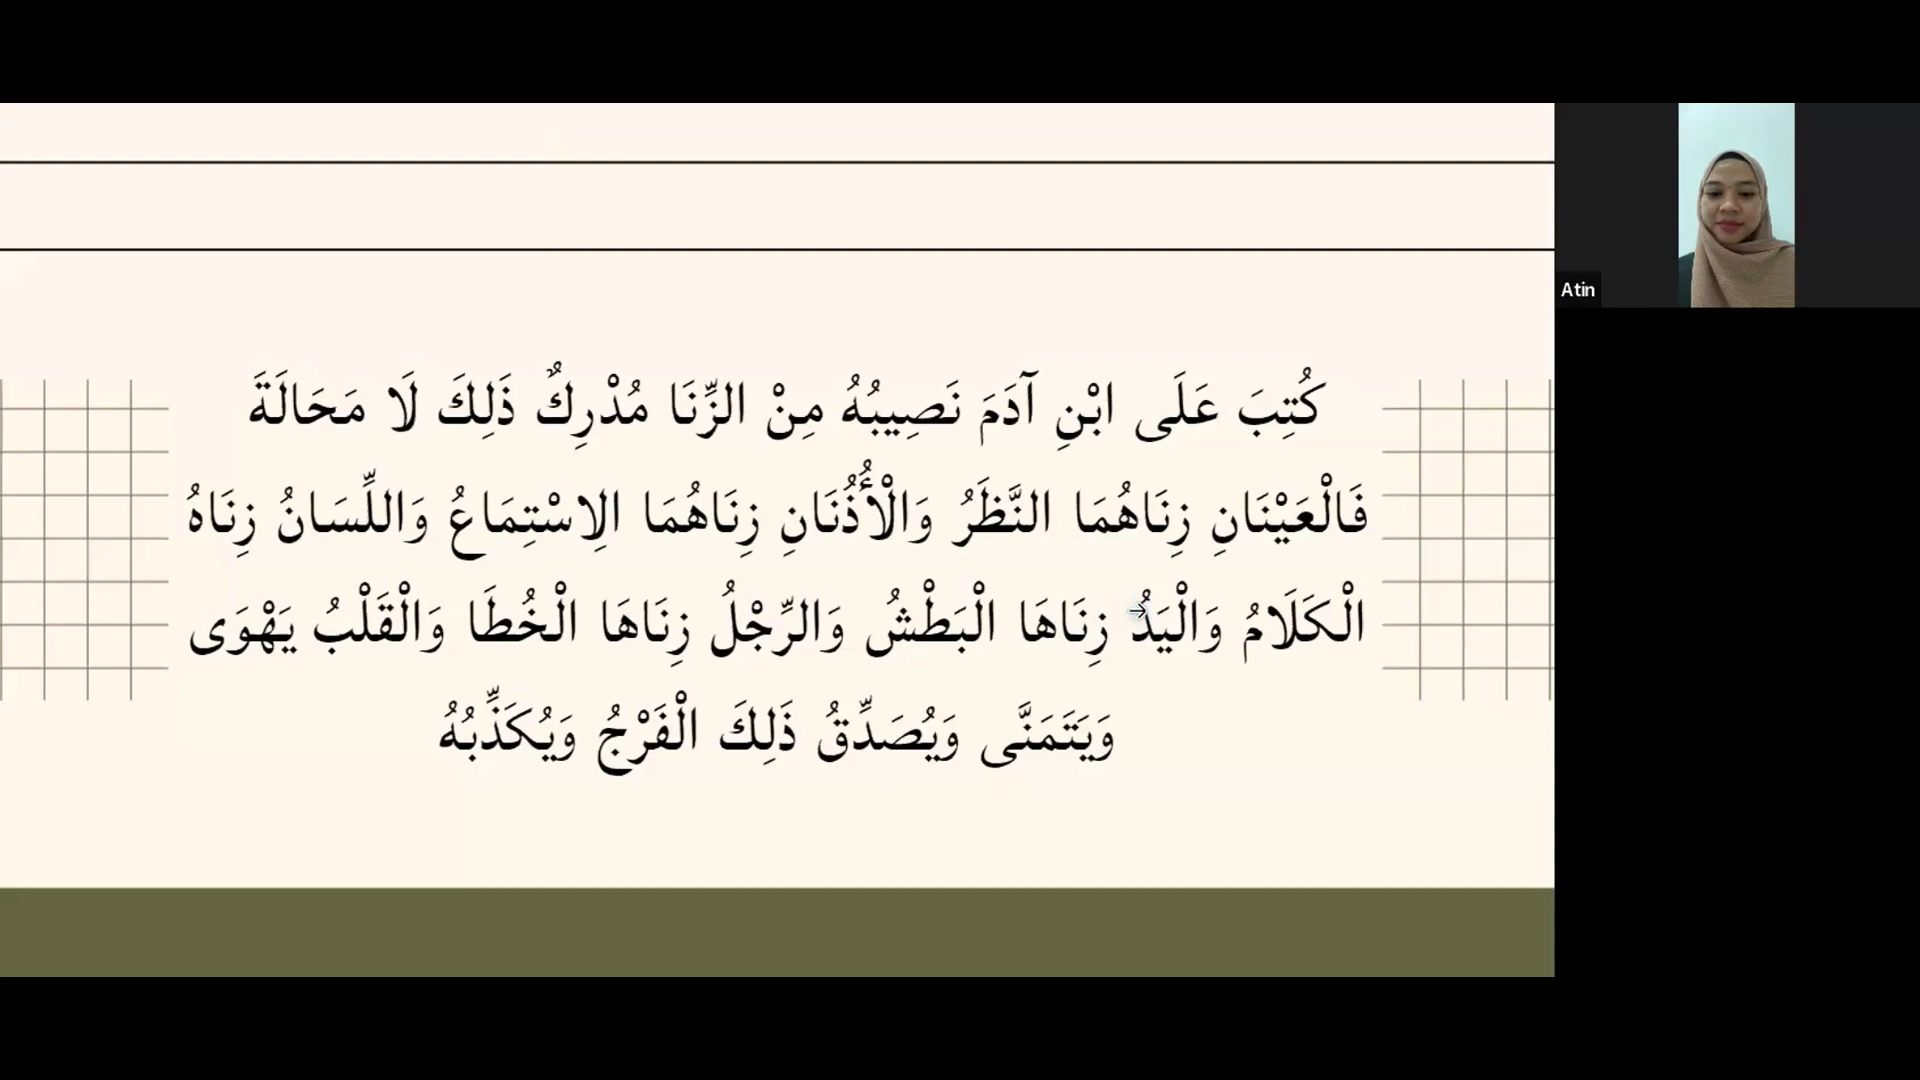 كُتِبَ عَلَى ابْنِ آدَمَ نَصِيبُهُ مِنْ الزِّنَا مُدْرِكٌ ذَلِكَ لَا مَحَالَةَ
فَالْعَيْنَانِ زِنَاهُمَا النَّظَرُ وَالْأُذُنَانِ زِنَاهُمَا الِاسْتِمَاعُ وَاللِّسَانُ زِنَاهُ
الْكَلَامُ وَالْيَدُ زِنَاهَا الْبَطْشُ وَالرِّجْلُ زِنَاهَا الْخُطَا وَالْقَلْبُ يَهْوَى
وَيَتَمَنَّى وَيُصَدِّقُ ذَلِكَ الْفَرْجُ وَيُكَذِّبُهُ
Atin